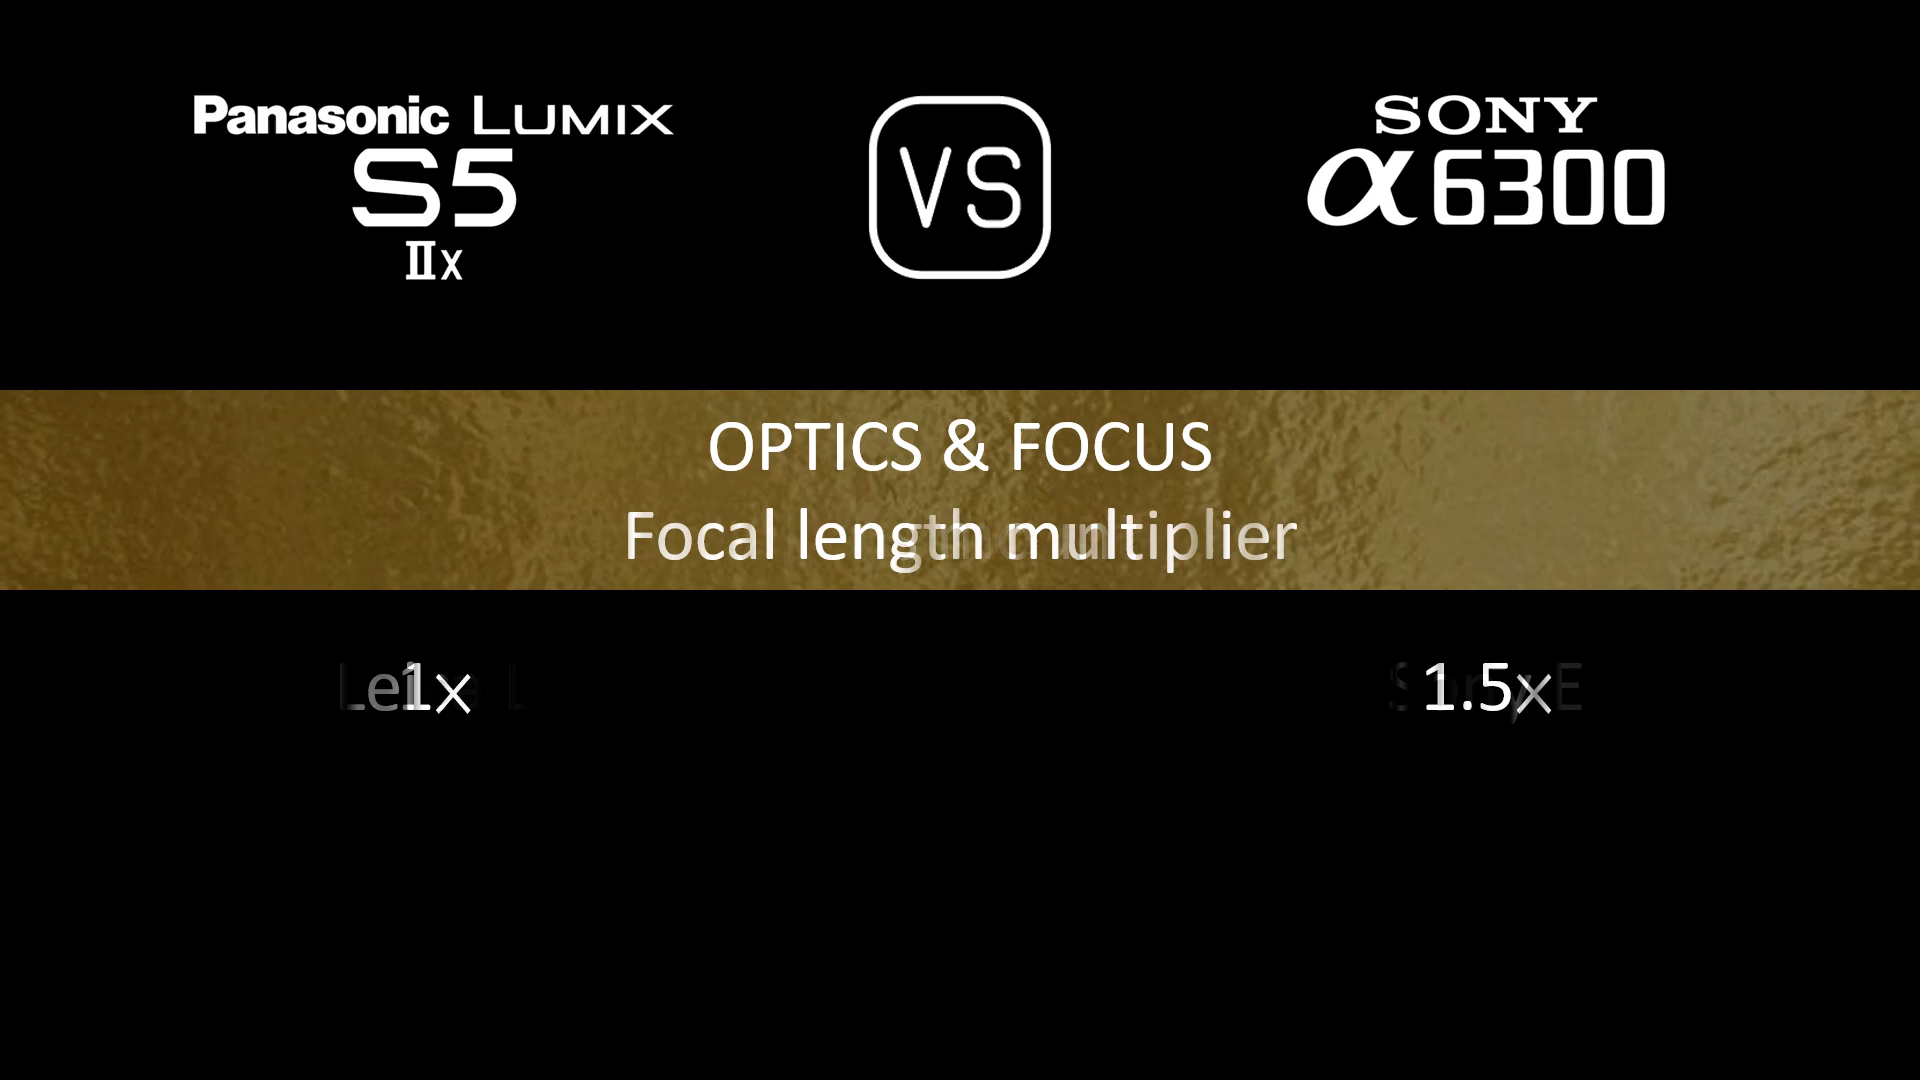 Panasonic LUMIX
S5
IIX
VS
SONY
α6300
OPTICS & FOCUS
Focal length multiplier
1x
1.5x